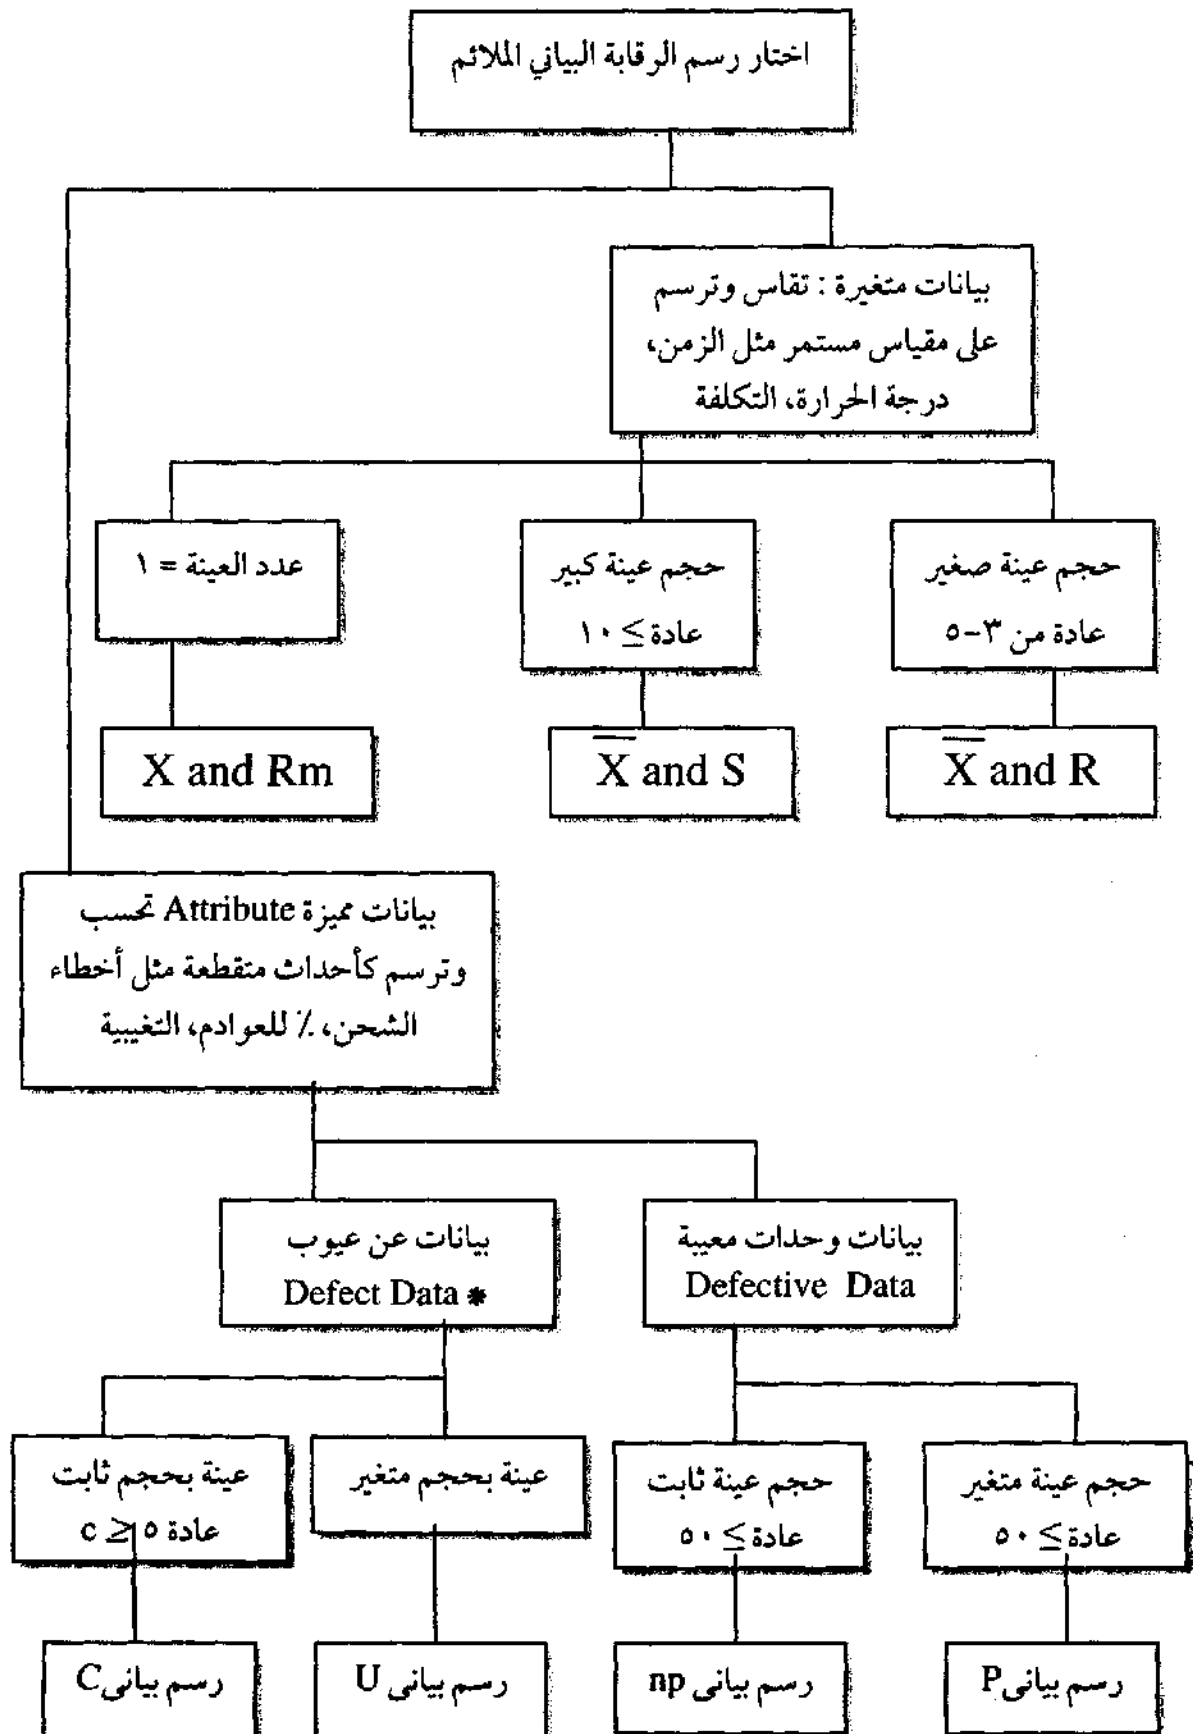 اختار رسم الرقابة البياني الملائم
بيانات متغيرة : تقاس وترسم
على مقياس مستمر مثل الزمن،
درجة الحرارة، التكلفة
حجم عينة صغير
عادة من ٣-٥
حجم عينة كبير
عادة ≥ ١٠
عدد العينة = ١
X̅ and R
X̅ and S
X and Rm
بيانات مميزة Attribute تحسب
وترسم كأحداث متقطعة مثل أخطاء
الشحن، ٪ للعوادم، التغيبية
بيانات وحدات معيبة
Defective Data
بيانات عن عيوب
Defect Data *
حجم عينة متغير
عادة ≥ ٥٠
حجم عينة ثابت
عادة ≥ ٥٠
عينة بحجم متغير
عينة بحجم ثابت
عادة c ≥ ٥
رسم بياني P
رسم بياني np
رسم بياني U
رسم بياني C